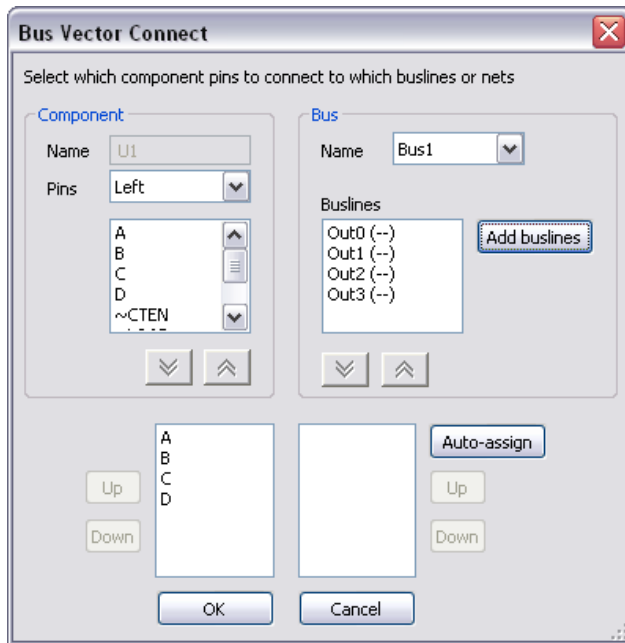 Bus Vector Connect
Select which component pins to connect to which buslines or nets
Component
Name U1
Pins Left
A
B
C
D
~CTEN
Bus
Name Bus1
Buslines
Out0 (--)
Out1 (--)
Out2 (--)
Out3 (--)
Add buslines
A
B
C
D
Up
Down
Auto-assign
Up
Down
OK
Cancel